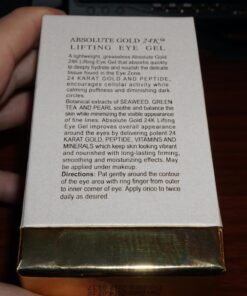 ABSOLUTE GOLD 24K™
LIFTING EYE GEL
A lightweight, greaseless Absolute Gold
24K Lifting Eye Gel that absorbs quickly
to deeply hydrate and nourish the delicate
tissue found in the Eye Zone.
24 KARAT GOLD AND PEPTIDE,
encourages cellular activity while
calming puffiness and diminishing dark
circles.
Botanical extracts of SEAWEED, GREEN
TEA AND PEARL soothe and balance the
skin while minimizing the visible appearance
of fine lines. Absolute Gold 24K Lifting
Eye Gel improves overall appearance
around the eyes by delivering potent 24
KARAT GOLD, PEPTIDE, VITAMINS AND
MINERALS which keep skin looking vibrant
and nourished with long-lasting firming,
smoothing and moisturizing effects. May
be applied under makeup.
Directions: Pat gently around the contour
of the eye area with ring finger from outer
to inner corner of eye. Apply once to twice
daily as desired.